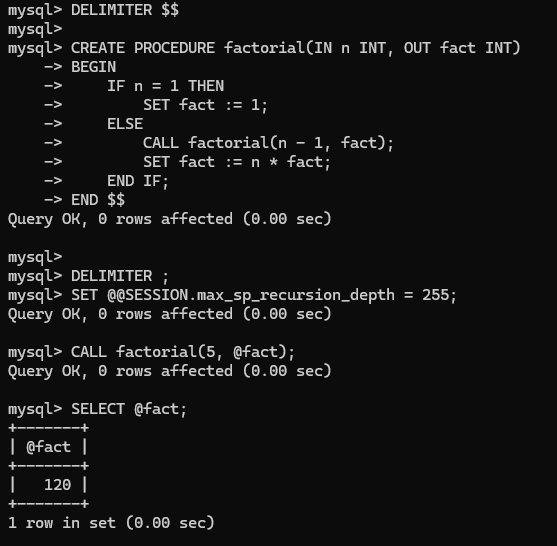 mysql> DELIMITER $$
mysql>
mysql> CREATE PROCEDURE factorial(IN n INT, OUT fact INT)
    -> BEGIN
    ->     IF n = 1 THEN
    ->         SET fact := 1;
    ->     ELSE
    ->         CALL factorial(n - 1, fact);
    ->         SET fact := n * fact;
    ->     END IF;
    -> END $$
Query OK, 0 rows affected (0.00 sec)

mysql>
mysql> DELIMITER ;
mysql> SET @@SESSION.max_sp_recursion_depth = 255;
Query OK, 0 rows affected (0.00 sec)

mysql> CALL factorial(5, @fact);
Query OK, 0 rows affected (0.00 sec)

mysql> SELECT @fact;
+-------+
| @fact |
+-------+
|   120 |
+-------+
1 row in set (0.00 sec)